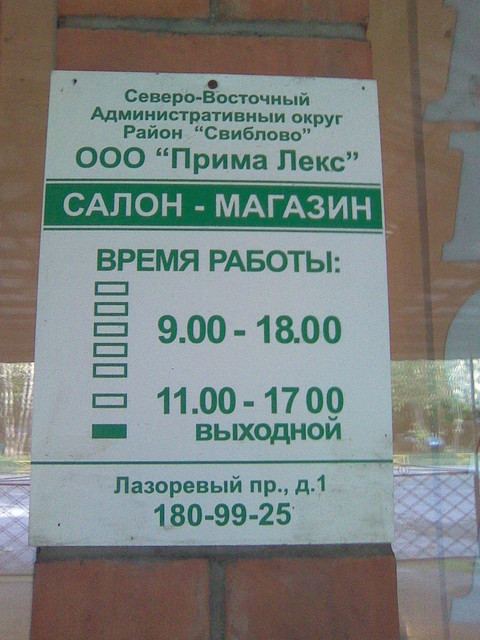 Северо-Восточный
Административный округ
Район "Свиблово"
ООО "Прима Лекс"
САЛОН - МАГАЗИН
ВРЕМЯ РАБОТЫ:
9.00 - 18.00
11.00 - 17 00
ВЫХОДНОЙ
Лазоревый пр., д.1
180-99-25